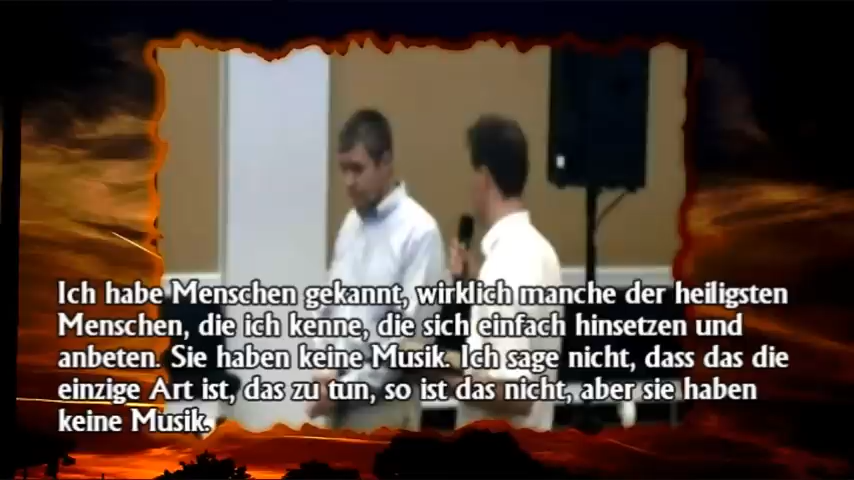 Ich habe Menschen gekannt, wirklich manche der heiligsten
Menschen, die ich kenne, die sich einfach hinsetzen und
anbeten. Sie haben keine Musik. Ich sage nicht, dass das die
einzige Art ist, das zu tun, so ist das nicht, aber sie haben
keine Musik.